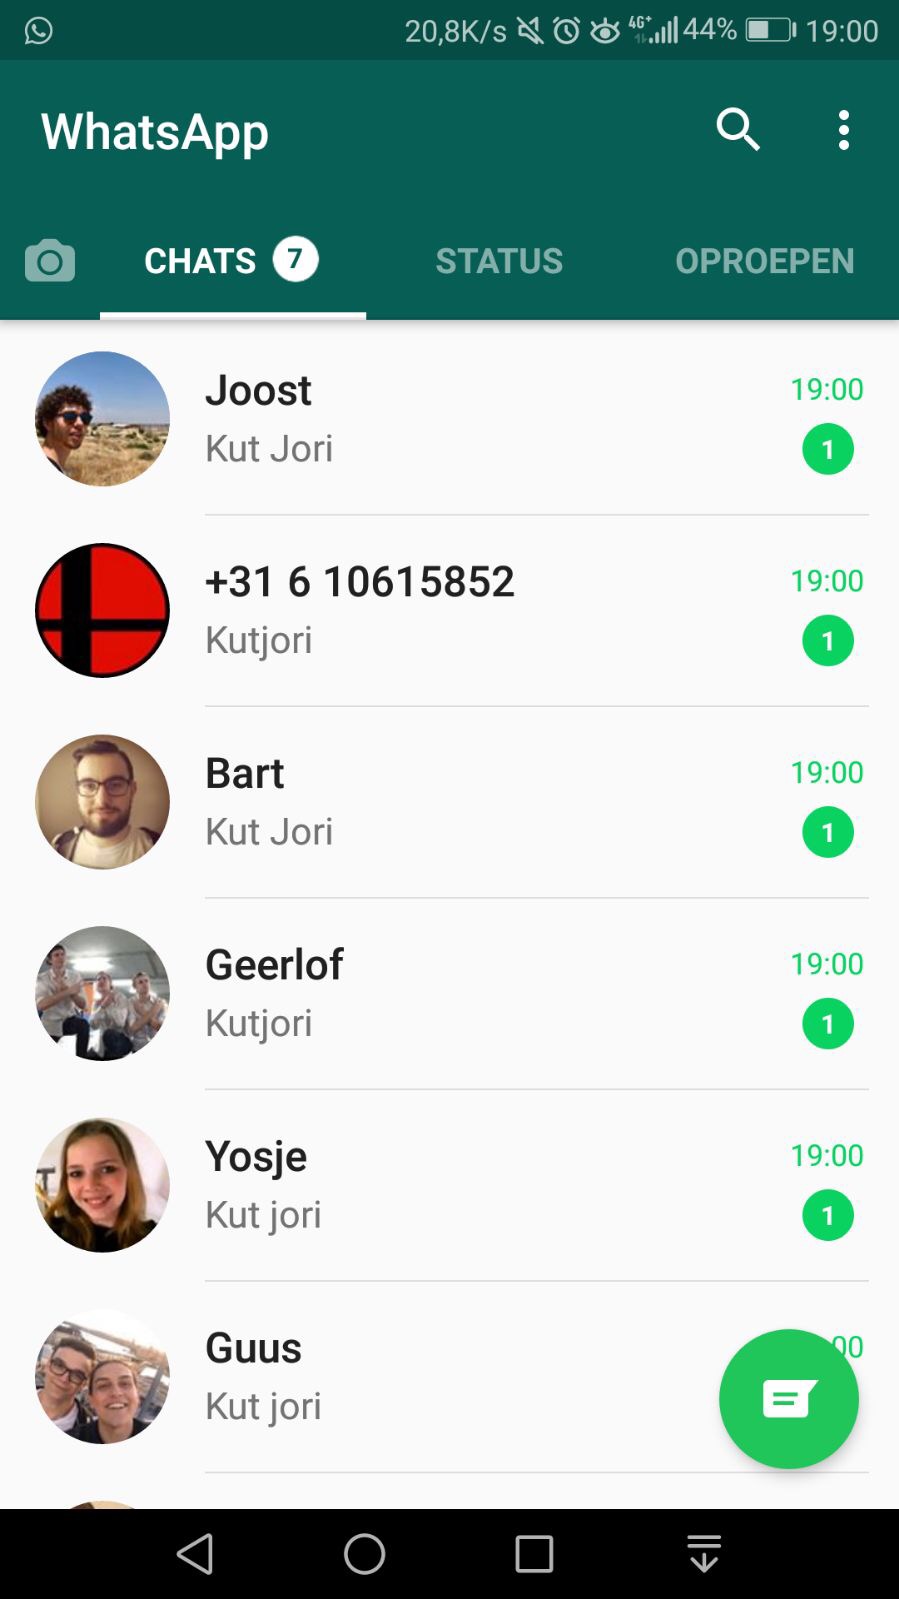 20,8K/s 4G+ 44% 19:00
WhatsApp
CHATS 7 STATUS OPROEPEN
Joost 19:00
Kut Jori 1
+31 6 10615852 19:00
Kutjori 1
Bart 19:00
Kut Jori 1
Geerlof 19:00
Kutjori 1
Yosje 19:00
Kut jori 1
Guus 00
Kut jori